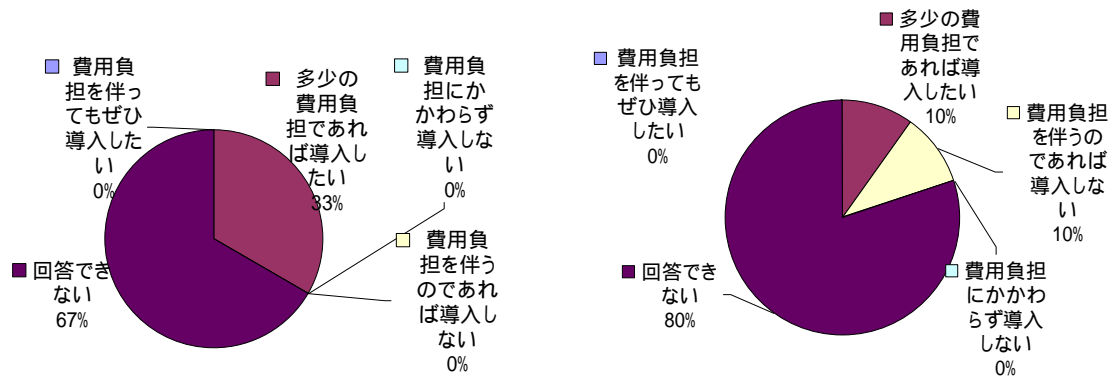 費用負
担を伴っ
てもぜひ
導入した
い
0%
多少の
費用負
担であれ
ば導入し
たい
33%
費用負
担にか
かわらず
導入しな
い
0%
費用負
担を伴う
のであれ
ば導入し
ない
0%
回答でき
ない
67%
費用負担
を伴っても
ぜひ導入
したい
0%
多少の費
用負担で
あれば導
入したい
10%
費用負担
を伴うの
であれば
導入しな
い
10%
費用負担
にかかわ
らず導入
しない
0%
回答でき
ない
80%